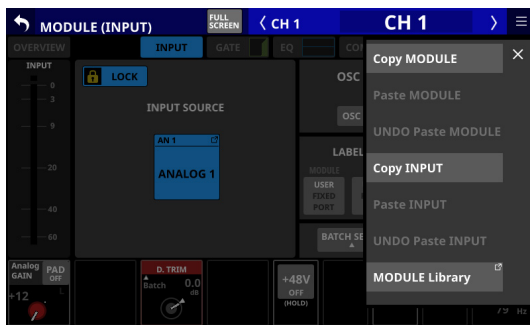 MODULE (INPUT)
FULL
SCREEN
CH 1
CH 1
OVERVIEW
INPUT
GATE
EQ
INPUT
0
3
9
20
40
60
LOCK
INPUT SOURCE
AN 1
ANALOG 1
OSC
OSC
LABEL
MODULE
USER
FIXED
PORT
BATCH SE
Copy MODULE
Paste MODULE
UNDO Paste MODULE
Copy INPUT
Paste INPUT
UNDO Paste INPUT
MODULE Library
Analog
GAIN
PAD
OFF
+12
L
D. TRIM
Batch
0.0
dB
+48V
OFF
(HOLD)
79 Hz